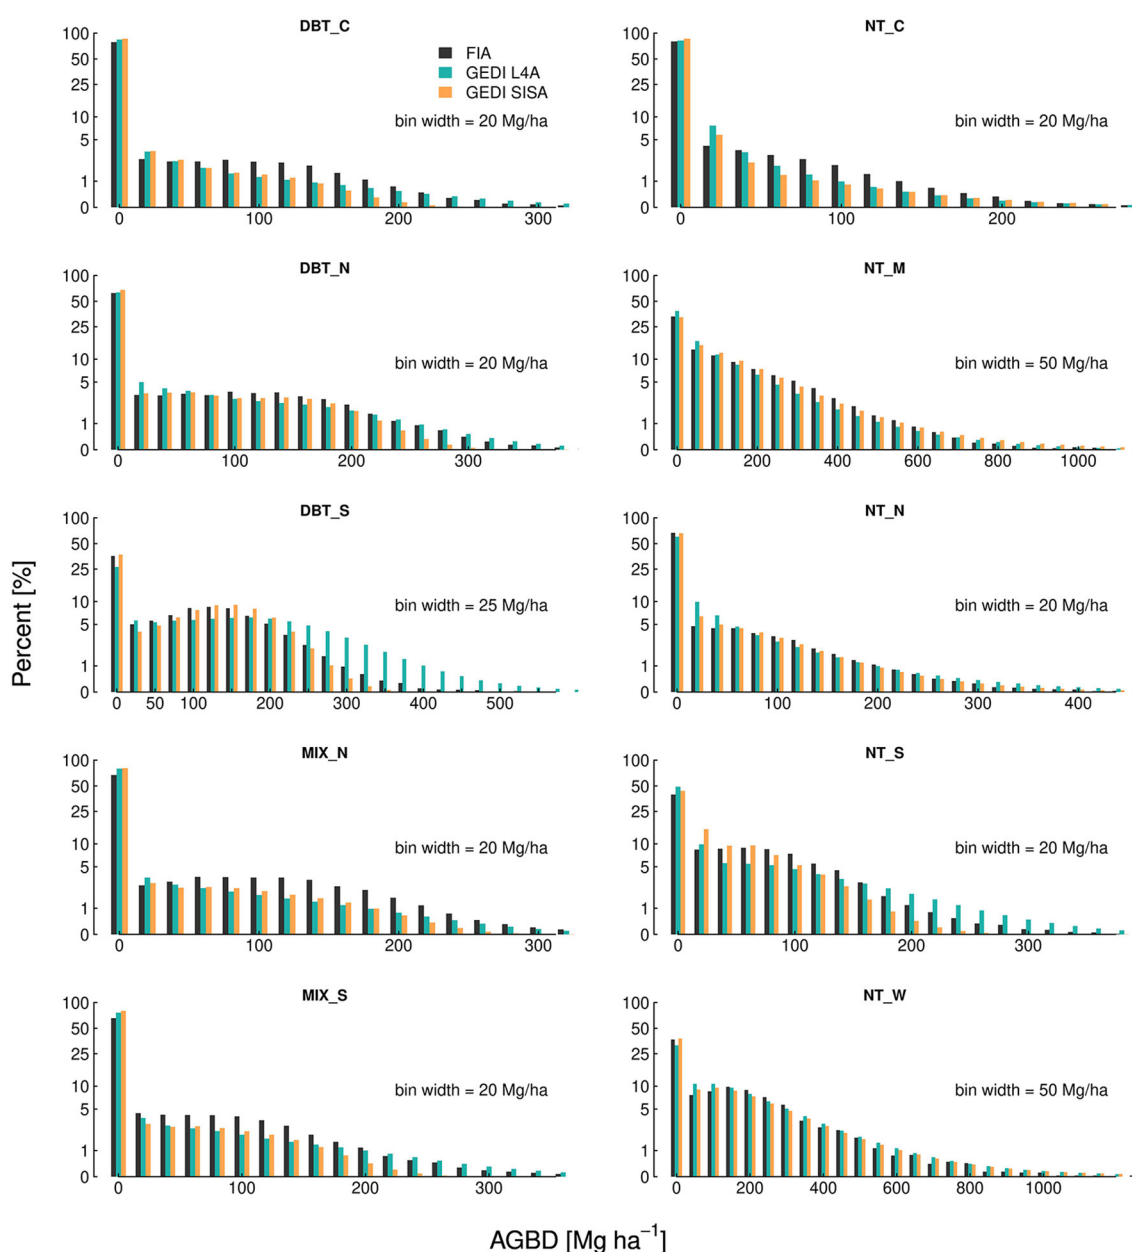 DBT_C
NT_C
FIA
GEDI L4A
GEDI SISA
bin width = 20 Mg/ha
bin width = 20 Mg/ha
100
50
25
10
5
1
0
0 100 200 300
100
50
25
10
5
1
0
0 100 200
DBT_N
NT_M
bin width = 20 Mg/ha
bin width = 50 Mg/ha
100
50
25
10
5
1
0
0 100 200 300
100
50
25
10
5
1
0
0 200 400 600 800 1000
DBT_S
NT_N
bin width = 25 Mg/ha
bin width = 20 Mg/ha
100
50
25
10
5
1
0
0 50 100 200 300 400 500
100
50
25
10
5
1
0
0 100 200 300 400
Percent [%]
MIX_N
NT_S
bin width = 20 Mg/ha
bin width = 20 Mg/ha
100
50
25
10
5
1
0
0 100 200 300
100
50
25
10
5
1
0
0 100 200 300
MIX_S
NT_W
bin width = 20 Mg/ha
bin width = 50 Mg/ha
100
50
25
10
5
1
0
0 100 200 300
100
50
25
10
5
1
0
0 200 400 600 800 1000
AGBD [Mg ha⁻¹]